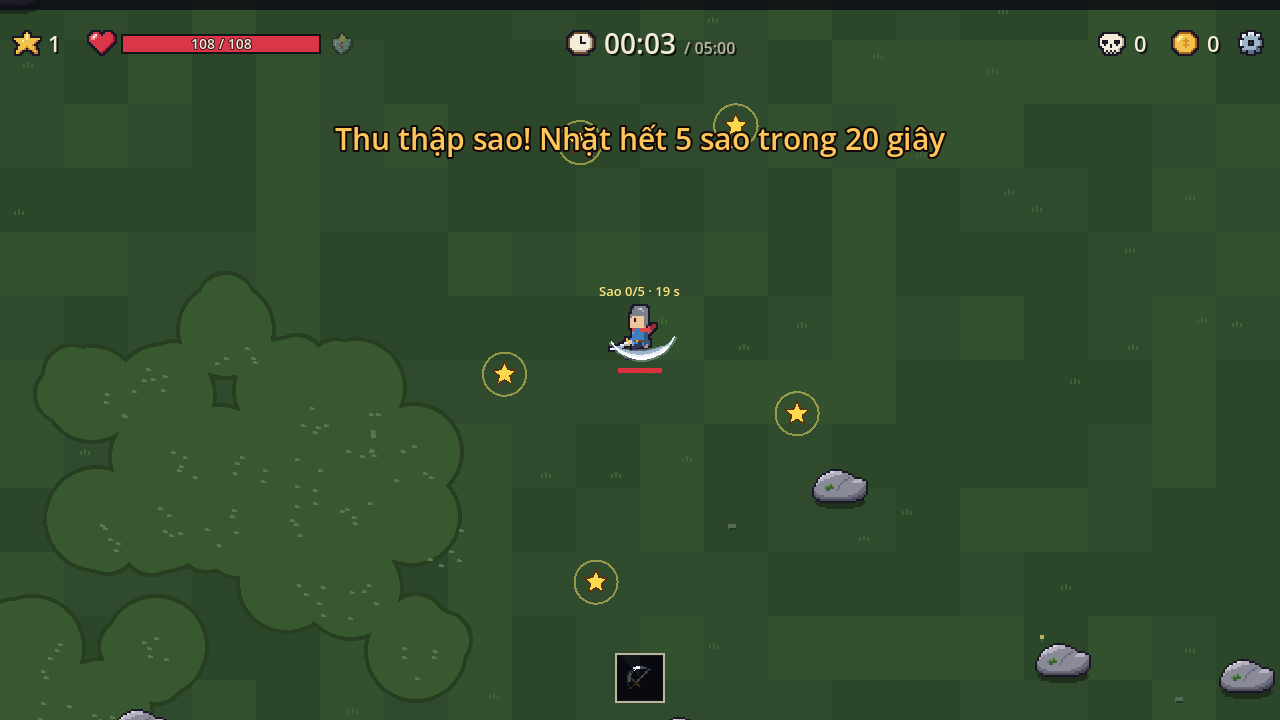 1
108 / 108
00:03 / 05:00
0
0
Thu thập sao! Nhặt hết 5 sao trong 20 giây
Sao 0/5 · 19 s